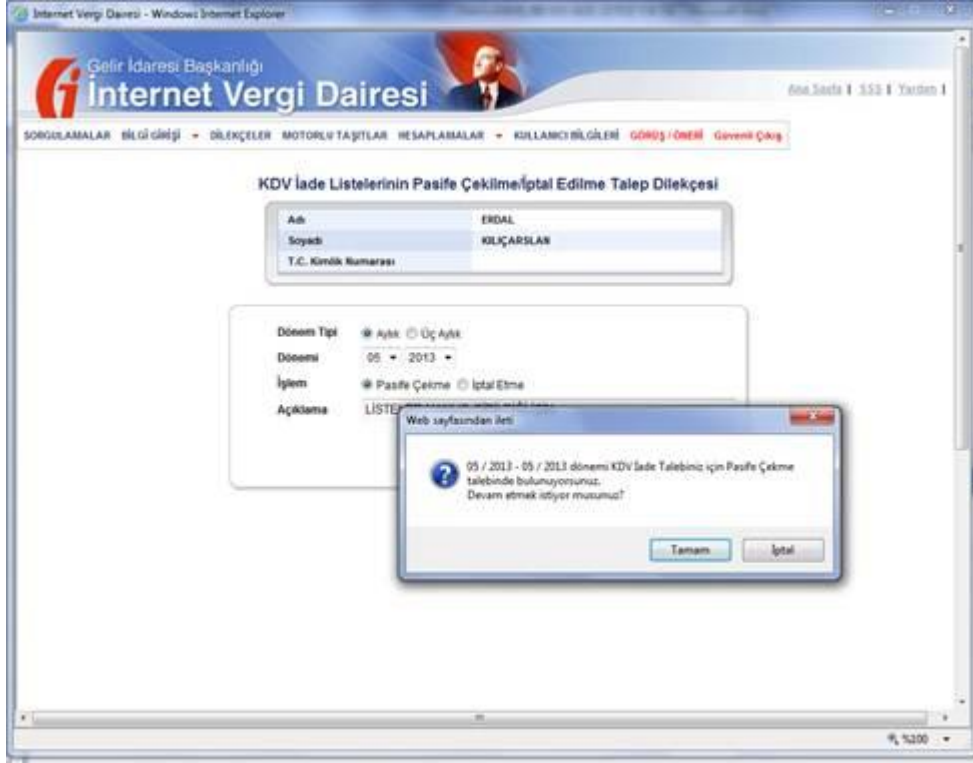 İnternet Vergi Dairesi - Windows Internet Explorer
Gelir İdaresi Başkanlığı
İnternet Vergi Dairesi
Ana Sayfa | SSS | Yardım |
SORGULAMALAR BİLGİ GİRİŞİ DİLEKÇELER MOTORLU TAŞITLAR HESAPLAMALAR KULLANICI BİLGİLERİ GÖRÜŞ / ÖNERİ Güvenli Çıkış
KDV İade Listelerinin Pasife Çekilme/İptal Edilme Talep Dilekçesi
Adı ERDAL
Soyadı KILIÇARSLAN
T.C. Kimlik Numarası
Dönem Tipi Aylık Üç Aylık
Dönemi 05 2013
İşlem Pasife Çekme İptal Etme
Açıklama
Web sayfasından ileti
05 / 2013 - 05 / 2013 dönemi KDV İade Talebiniz için Pasife Çekme
talebinde bulunuyorsunuz.
Devam etmek istiyor musunuz?
Tamam İptal
%100